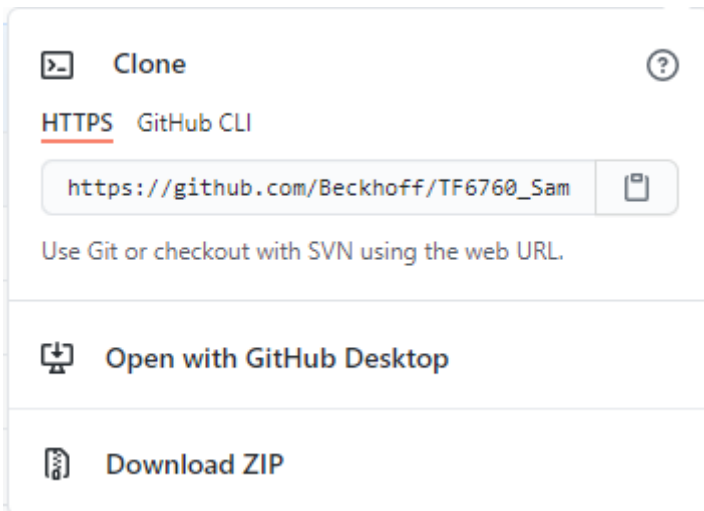 Clone
HTTPS GitHub CLI
https://github.com/Beckhoff/TF6760_Sam
Use Git or checkout with SVN using the web URL.
Open with GitHub Desktop
Download ZIP